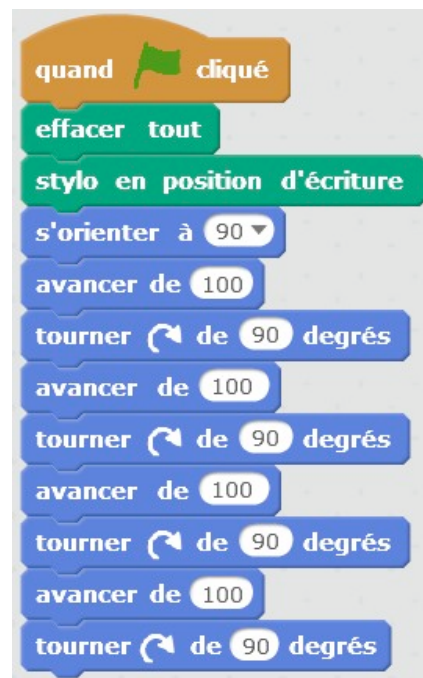 quand cliqué
effacer tout
stylo en position d'écriture
s'orienter à 90
avancer de 100
tourner de 90 degrés
avancer de 100
tourner de 90 degrés
avancer de 100
tourner de 90 degrés
avancer de 100
tourner de 90 degrés